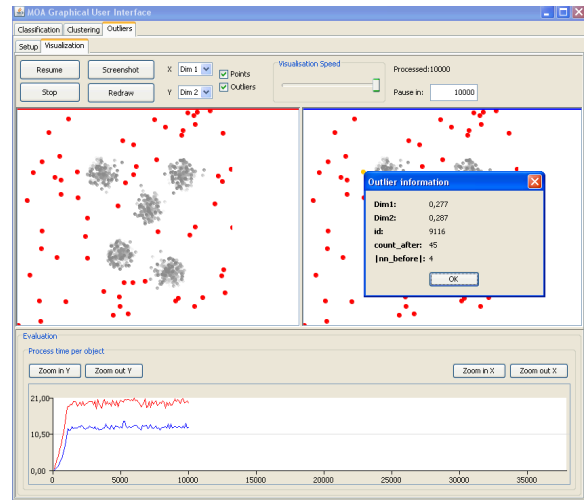 MOA Graphical User Interface
Classification Clustering Outliers
Setup Visualization
Resume Screenshot X Dim 1 Points Visualisation Speed Processed:10000
Stop Redraw Y Dim 2 Outliers Pause in: 10000
Outlier information
Dim1: 0,277
Dim2: 0,287
id: 9116
count_after: 45
|nn_before|: 4
OK
Evaluation
Process time per object
Zoom in Y Zoom out Y Zoom in X Zoom out X
21,00
10,50
0,00
0 5000 10000 15000 20000 25000 30000 35000